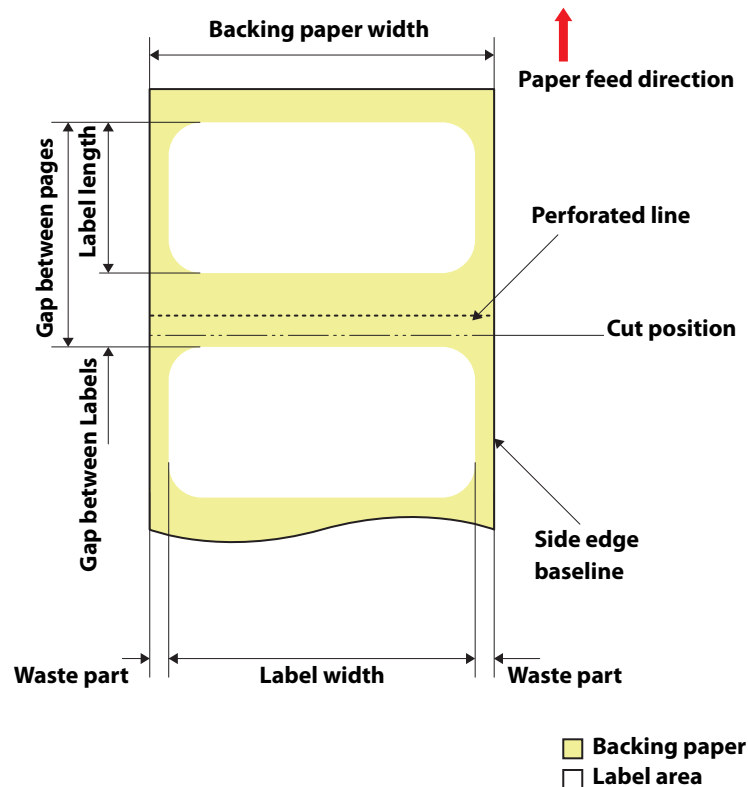 Backing paper width
Paper feed direction
Gap between pages
Label length
Perforated line
Cut position
Gap between Labels
Side edge
baseline
Waste part
Label width
Waste part
Backing paper
Label area